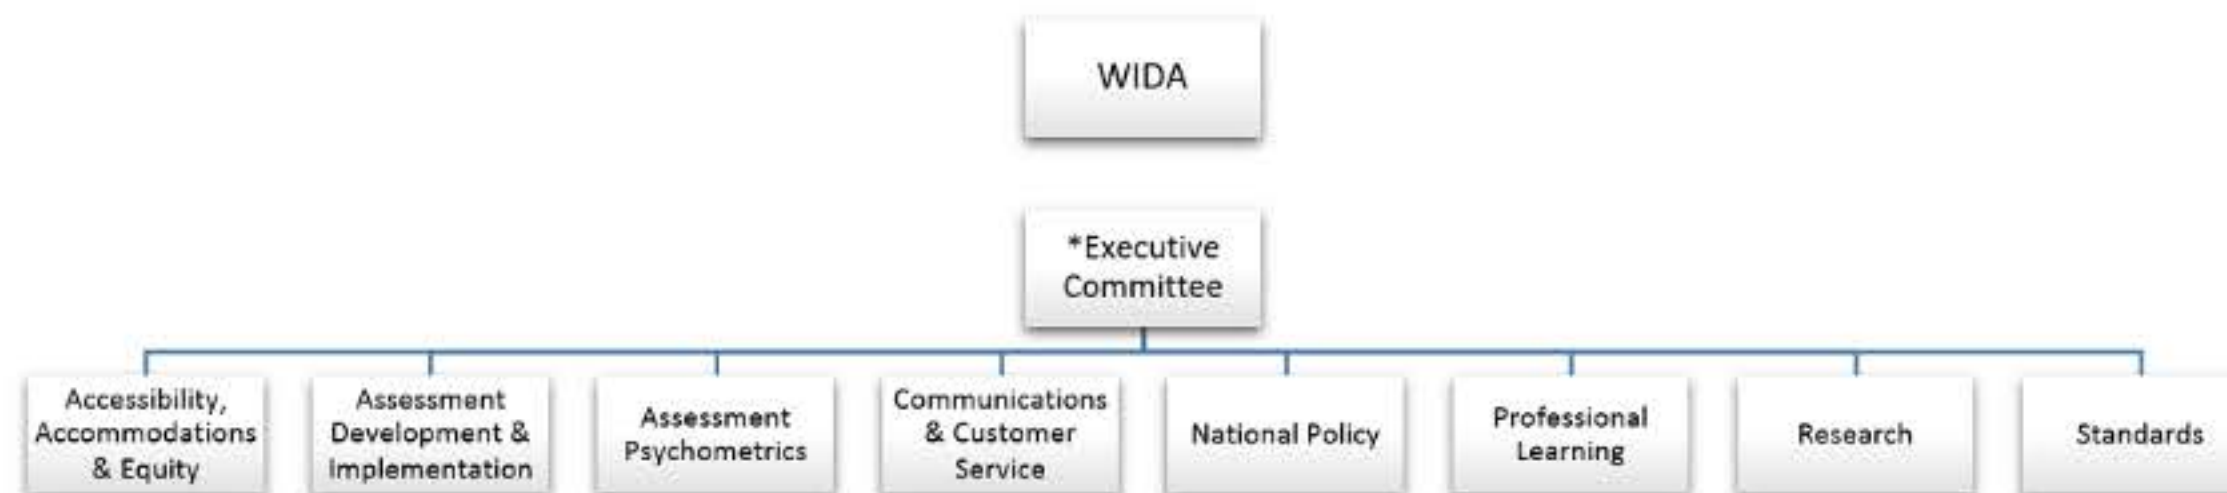 WIDA
*Executive
Committee
Accessibility,
Accommodations
& Equity
Assessment
Development &
Implementation
Assessment
Psychometrics
Communications
& Customer
Service
National Policy
Professional
Learning
Research
Standards